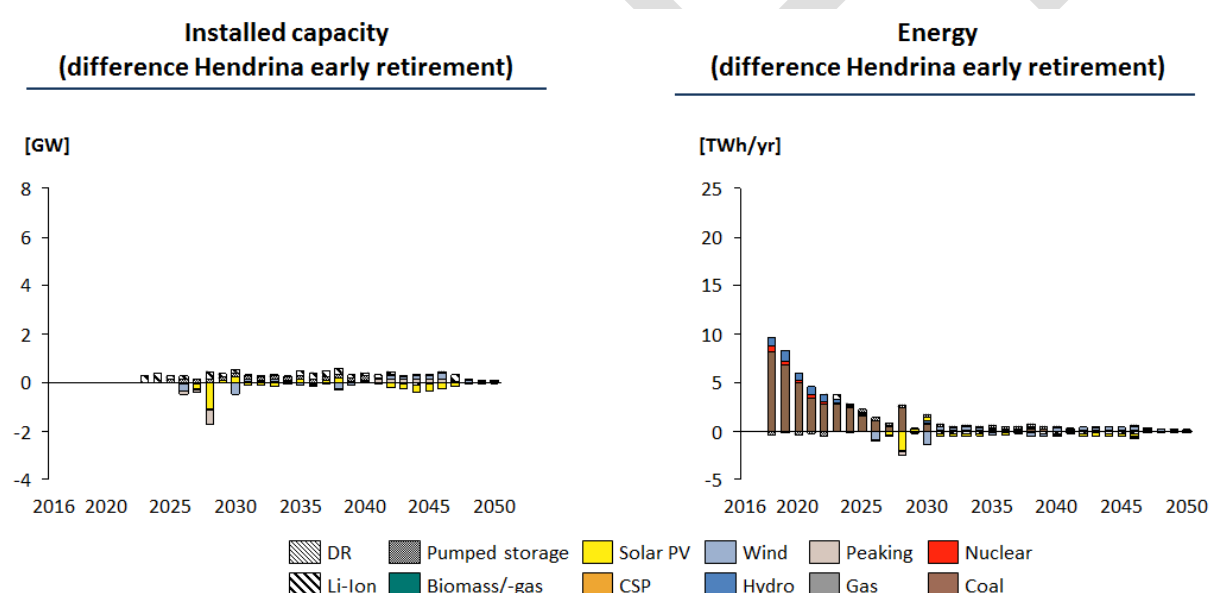 Installed capacity
(difference Hendrina early retirement)
[GW]
8
6
4
2
0
-2
-4
2016 2020 2025 2030 2035 2040 2045 2050
Energy
(difference Hendrina early retirement)
[TWh/yr]
25
20
15
10
5
0
-5
2016 2020 2025 2030 2035 2040 2045 2050
DR Pumped storage Solar PV Wind Peaking Nuclear
Li-Ion Biomass/-gas CSP Hydro Gas Coal